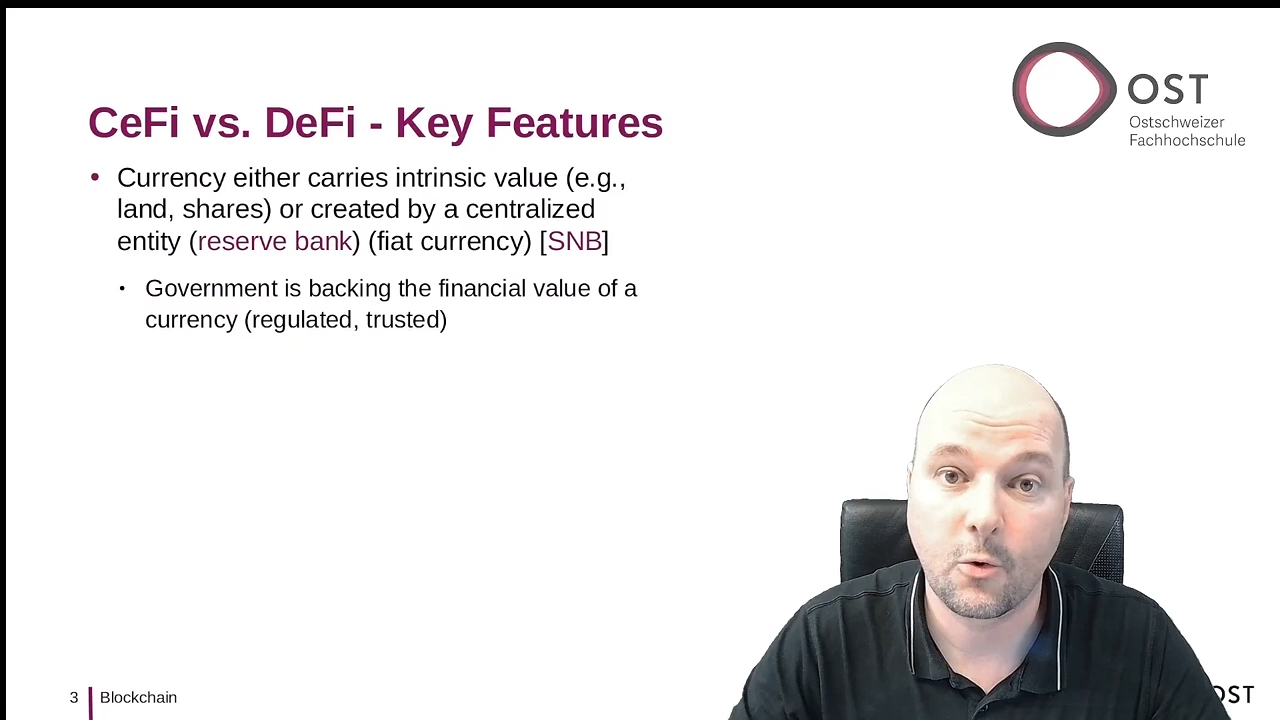 OST
Ostschweizer
Fachhochschule
CeFi vs. DeFi - Key Features
• Currency either carries intrinsic value (e.g.,
land, shares) or created by a centralized
entity (reserve bank) (fiat currency) [SNB]
• Government is backing the financial value of a
currency (regulated, trusted)
3 Blockchain
OST